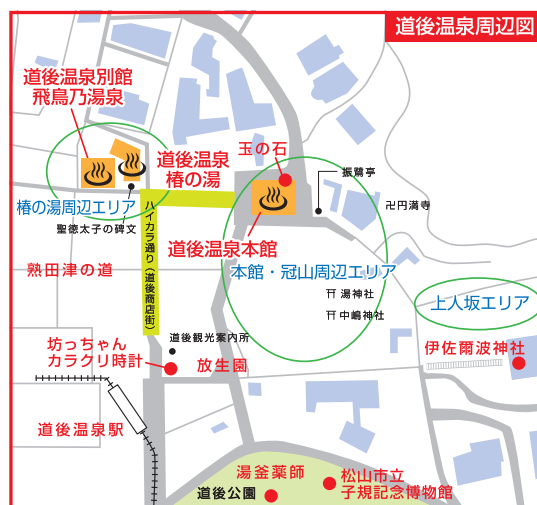 道後温泉周辺図
道後温泉別館
飛鳥乃湯泉
道後温泉
椿の湯
玉の石
振鷺亭
卍円満寺
椿の湯周辺エリア
聖徳太子の碑文
ハイカラ通り（道後商店街）
道後温泉本館
熟田津の道
本館・冠山周辺エリア
湯神社
中嶋神社
上人坂エリア
道後観光案内所
坊っちゃん
カラクリ時計
放生園
伊佐爾波神社
道後温泉駅
湯釜薬師
道後公園
松山市立
子規記念博物館